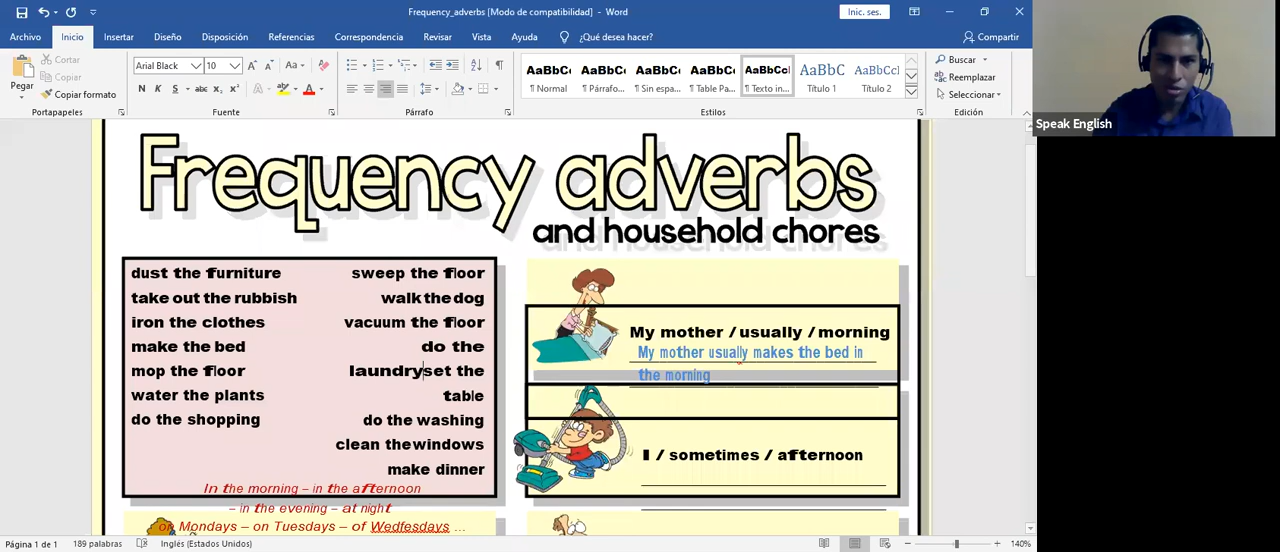 Frequency_adverbs [Modo de compatibilidad] - Word
Inic. ses.
Archivo Inicio Insertar Diseño Disposición Referencias Correspondencia Revisar Vista Ayuda ¿Qué desea hacer? Compartir
Pegar
Cortar
Copiar
Copiar formato
Portapapeles
Arial Black 10
N K S abc x₂ x²
Fuente
Párrafo
AaBbCc AaBbCc AaBbCc AaBbCc AaBbCcI AaBbC AaBbCcI
¶ Normal ¶ Párrafo... ¶ Sin espa... ¶ Table Pa... ¶ Texto in... Título 1 Título 2
Estilos
Buscar
Reemplazar
Seleccionar
Edición
Speak English
Frequency adverbs
and household chores
dust the furniture
take out the rubbish
iron the clothes
make the bed
mop the floor
water the plants
do the shopping
sweep the floor
walk the dog
vacuum the floor
do the
laundryset the
table
do the washing
clean thewindows
make dinner
In the morning – in the afternoon
– in the evening – at night
on Mondays – on Tuesdays – of Wedfesdays ...
My mother / usually / morning
My mother usually makes the bed in
the morning
I / sometimes / afternoon
Página 1 de 1 189 palabras Inglés (Estados Unidos) 140%